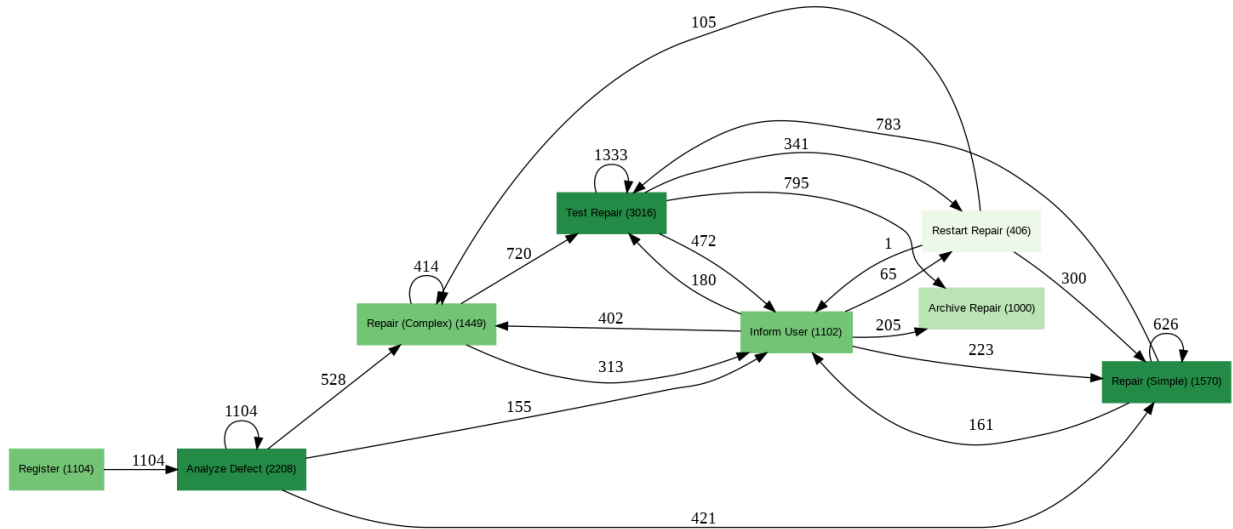 105
783
341
1333
795
Test Repair (3016)
Restart Repair (406)
472
1
720
414
65
180
300
Archive Repair (1000)
Repair (Complex) (1449)
402
Inform User (1102)
205
626
223
313
528
Repair (Simple) (1570)
155
1104
161
1104
Register (1104)
Analyze Defect (2208)
421